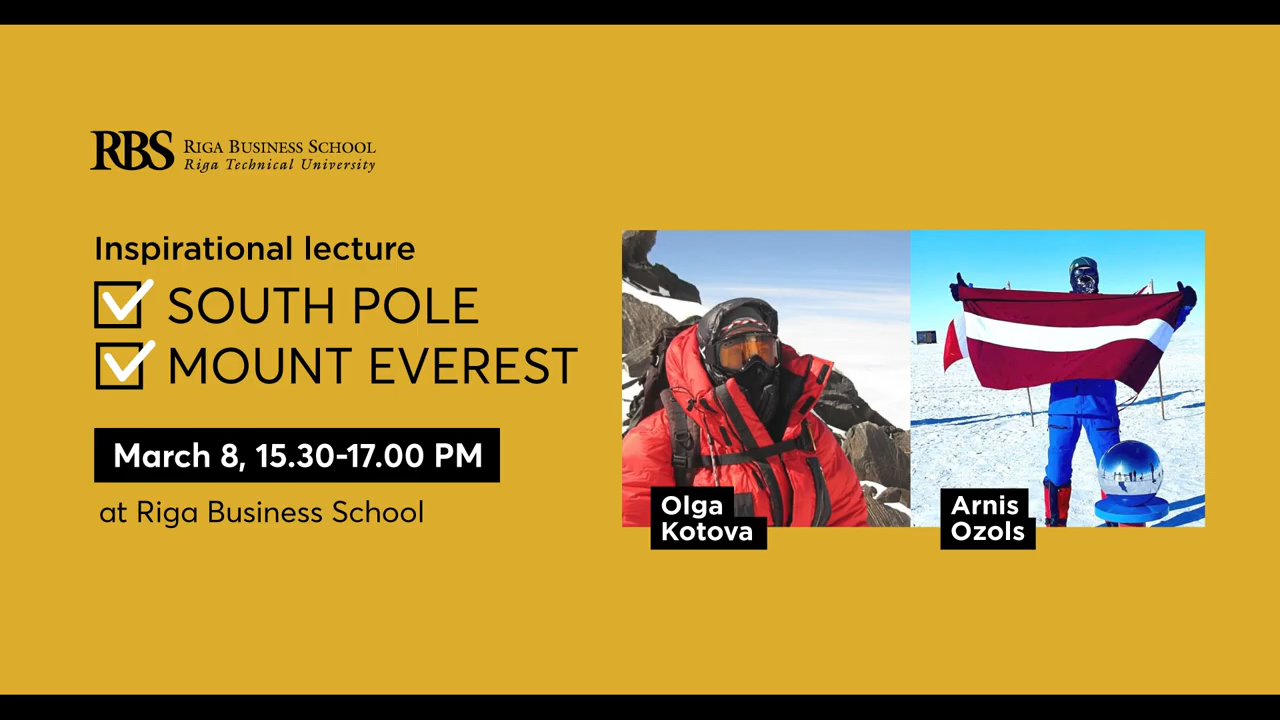 RBS RIGA BUSINESS SCHOOL
Riga Technical University
Inspirational lecture
SOUTH POLE
MOUNT EVEREST
March 8, 15.30-17.00 PM
at Riga Business School
Olga
Kotova
Arnis
Ozols